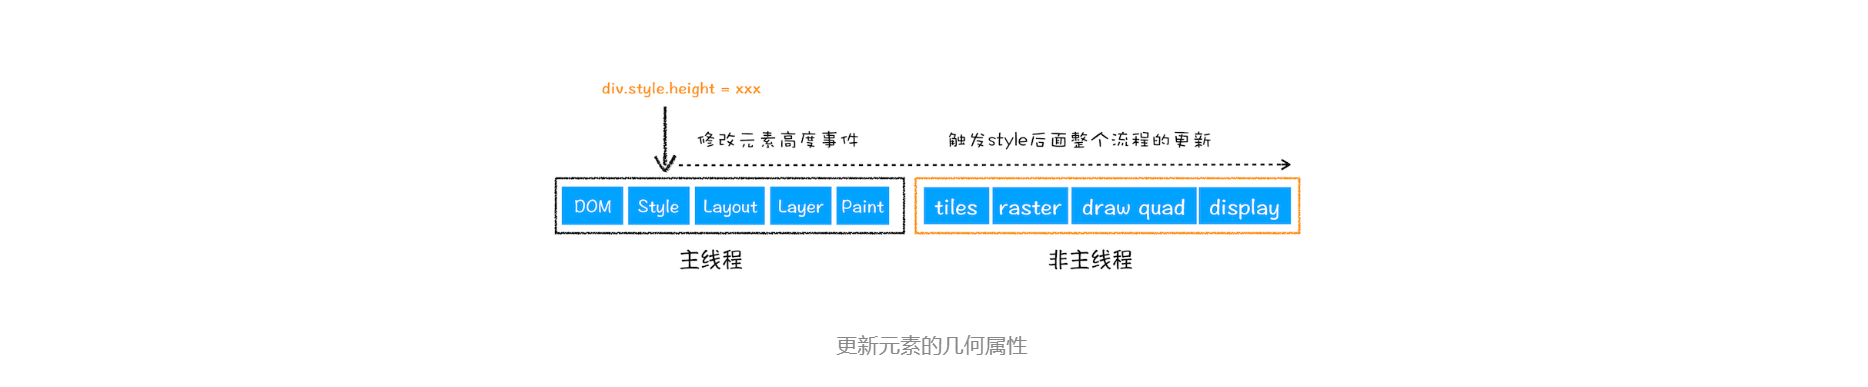 div.style.height = xxx
修改元素高度事件 触发style后面整个流程的更新
DOM Style Layout Layer Paint tiles raster draw quad display
主线程 非主线程
更新元素的几何属性